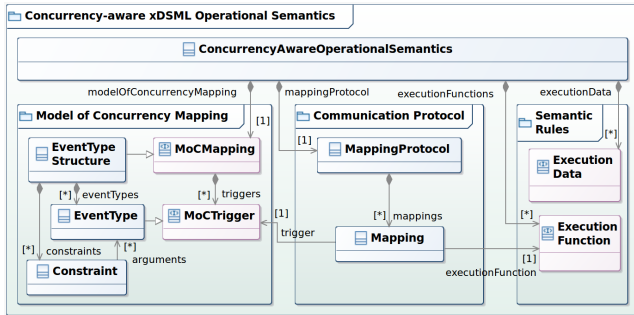 Concurrency-aware xDSML Operational Semantics
ConcurrencyAwareOperationalSemantics
modelOfConcurrencyMapping
mappingProtocol
executionFunctions
executionData
[1]
[1]
[*]
Model of Concurrency Mapping
Communication Protocol
Semantic
Rules
EventType
Structure
MoCMapping
MappingProtocol
Execution
Data
[*]
eventTypes
[*]
triggers
[*]
mappings
[*]
EventType
MoCTrigger
[1]
trigger
Mapping
Execution
Function
[*]
constraints
[*]
arguments
[1]
executionFunction
Constraint